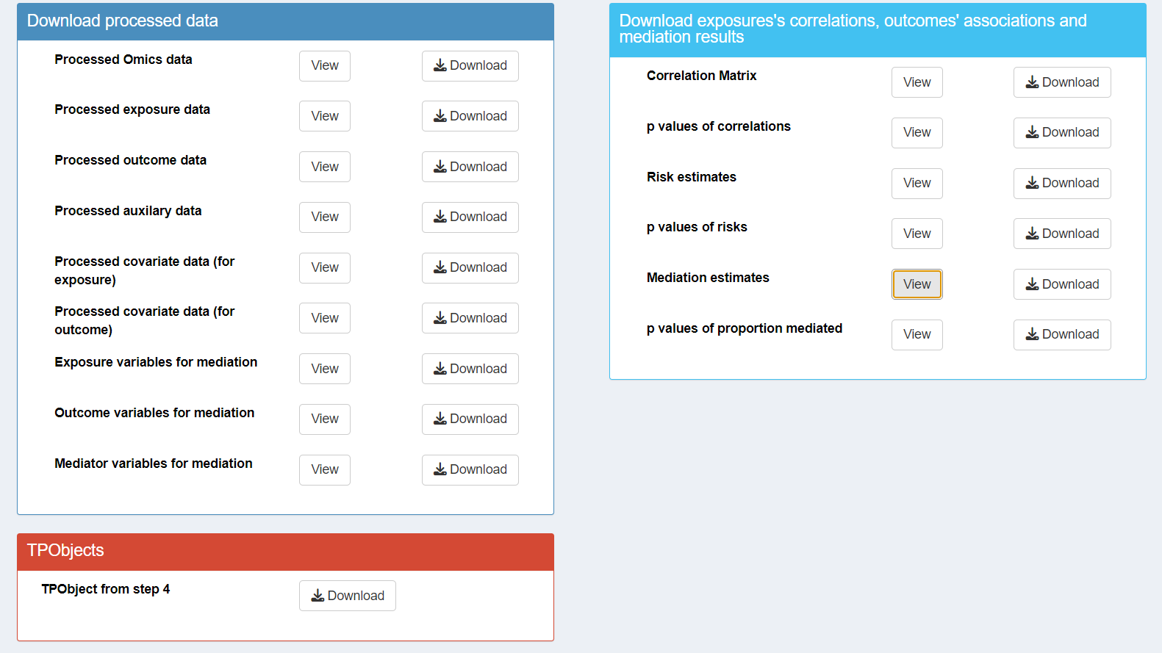 Download processed data
Processed Omics data View Download
Processed exposure data View Download
Processed outcome data View Download
Processed auxilary data View Download
Processed covariate data (for
exposure) View Download
Processed covariate data (for
outcome) View Download
Exposure variables for mediation View Download
Outcome variables for mediation View Download
Mediator variables for mediation View Download
TPObjects
TPObject from step 4 Download
Download exposures's correlations, outcomes' associations and
mediation results
Correlation Matrix View Download
p values of correlations View Download
Risk estimates View Download
p values of risks View Download
Mediation estimates View Download
p values of proportion mediated View Download